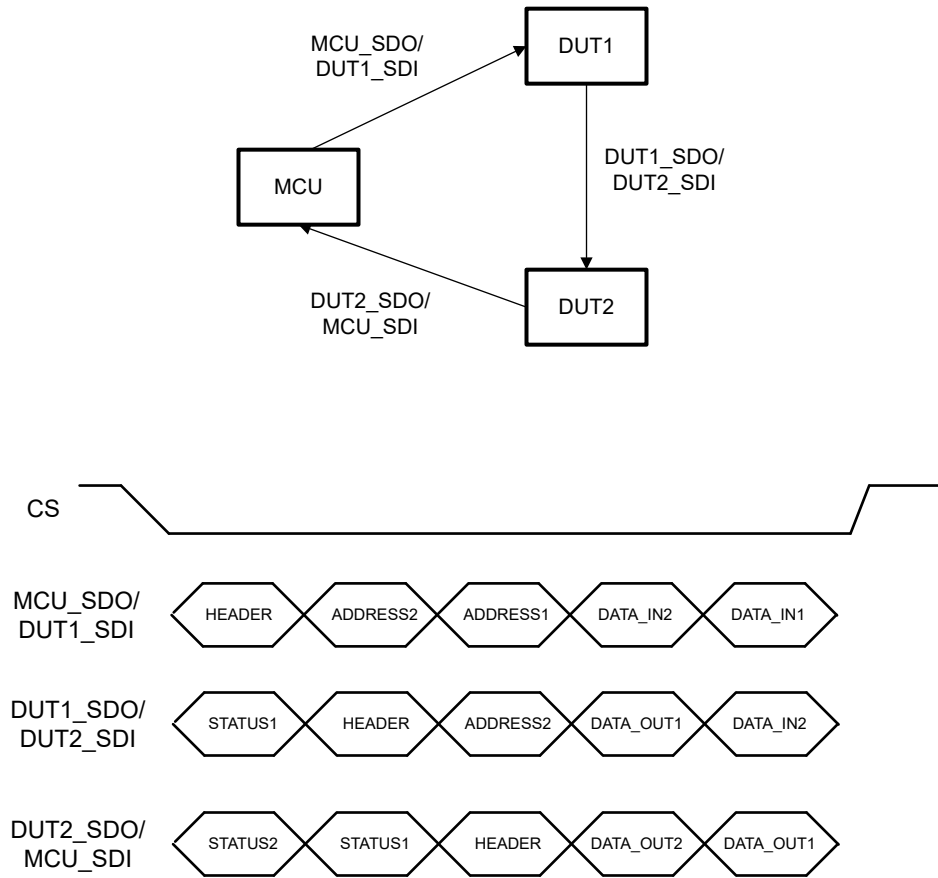 DUT1
MCU_SDO/
DUT1_SDI
DUT1_SDO/
DUT2_SDI
MCU
DUT2_SDO/
MCU_SDI
DUT2
CS
MCU_SDO/
DUT1_SDI
HEADER ADDRESS2 ADDRESS1 DATA_IN2 DATA_IN1
DUT1_SDO/
DUT2_SDI
STATUS1 HEADER ADDRESS2 DATA_OUT1 DATA_IN2
DUT2_SDO/
MCU_SDI
STATUS2 STATUS1 HEADER DATA_OUT2 DATA_OUT1